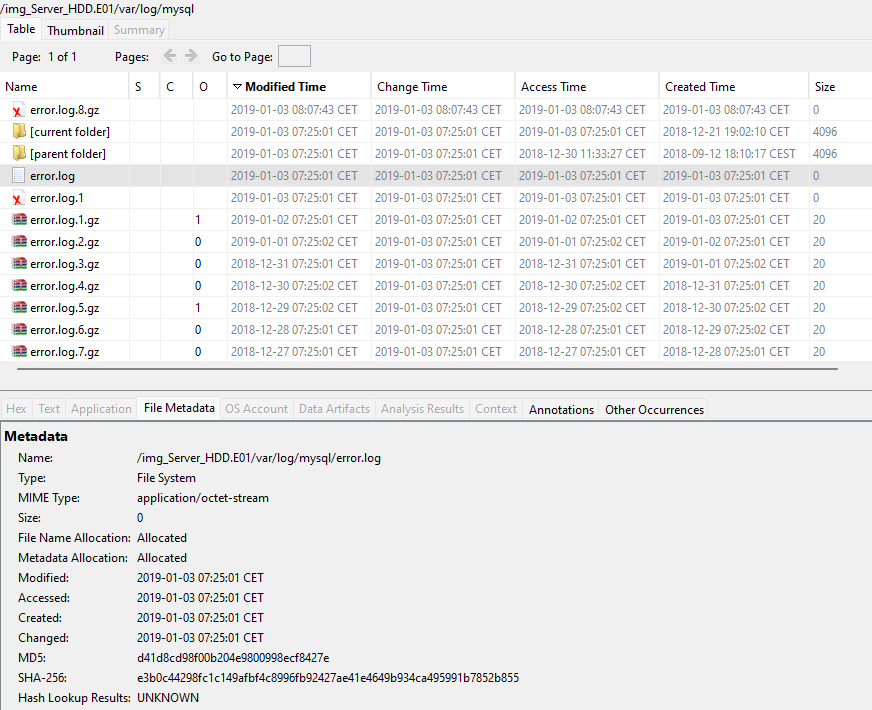 /img_Server_HDD.E01/var/log/mysql
Table Thumbnail Summary
Page: 1 of 1 Pages: Go to Page:
Name S C O Modified Time Change Time Access Time Created Time Size
error.log.8.gz 2019-01-03 08:07:43 CET 2019-01-03 08:07:43 CET 2019-01-03 08:07:43 CET 2019-01-03 08:07:43 CET 0
[current folder] 2019-01-03 07:25:01 CET 2019-01-03 07:25:01 CET 2019-01-03 07:25:01 CET 2018-12-21 19:02:10 CET 4096
[parent folder] 2019-01-03 07:25:01 CET 2019-01-03 07:25:01 CET 2018-12-30 11:33:27 CET 2018-09-12 18:10:17 CEST 4096
error.log 2019-01-03 07:25:01 CET 2019-01-03 07:25:01 CET 2019-01-03 07:25:01 CET 2019-01-03 07:25:01 CET 0
error.log.1 2019-01-03 07:25:01 CET 2019-01-03 07:25:01 CET 2019-01-03 07:25:01 CET 2019-01-03 07:25:01 CET 0
error.log.1.gz 1 2019-01-02 07:25:01 CET 2019-01-03 07:25:01 CET 2019-01-02 07:25:01 CET 2019-01-03 07:25:01 CET 20
error.log.2.gz 0 2019-01-01 07:25:02 CET 2019-01-03 07:25:01 CET 2019-01-01 07:25:02 CET 2019-01-02 07:25:01 CET 20
error.log.3.gz 0 2018-12-31 07:25:01 CET 2019-01-03 07:25:01 CET 2018-12-31 07:25:01 CET 2019-01-01 07:25:02 CET 20
error.log.4.gz 0 2018-12-30 07:25:02 CET 2019-01-03 07:25:01 CET 2018-12-30 07:25:02 CET 2018-12-31 07:25:01 CET 20
error.log.5.gz 1 2018-12-29 07:25:02 CET 2019-01-03 07:25:01 CET 2018-12-29 07:25:02 CET 2018-12-30 07:25:02 CET 20
error.log.6.gz 0 2018-12-28 07:25:01 CET 2019-01-03 07:25:01 CET 2018-12-28 07:25:01 CET 2018-12-29 07:25:02 CET 20
error.log.7.gz 0 2018-12-27 07:25:01 CET 2019-01-03 07:25:01 CET 2018-12-27 07:25:01 CET 2018-12-28 07:25:01 CET 20
Hex Text Application File Metadata OS Account Data Artifacts Analysis Results Context Annotations Other Occurrences
Metadata
Name: /img_Server_HDD.E01/var/log/mysql/error.log
Type: File System
MIME Type: application/octet-stream
Size: 0
File Name Allocation: Allocated
Metadata Allocation: Allocated
Modified: 2019-01-03 07:25:01 CET
Accessed: 2019-01-03 07:25:01 CET
Created: 2019-01-03 07:25:01 CET
Changed: 2019-01-03 07:25:01 CET
MD5: d41d8cd98f00b204e9800998ecf8427e
SHA-256: e3b0c44298fc1c149afbf4c8996fb92427ae41e4649b934ca495991b7852b855
Hash Lookup Results: UNKNOWN